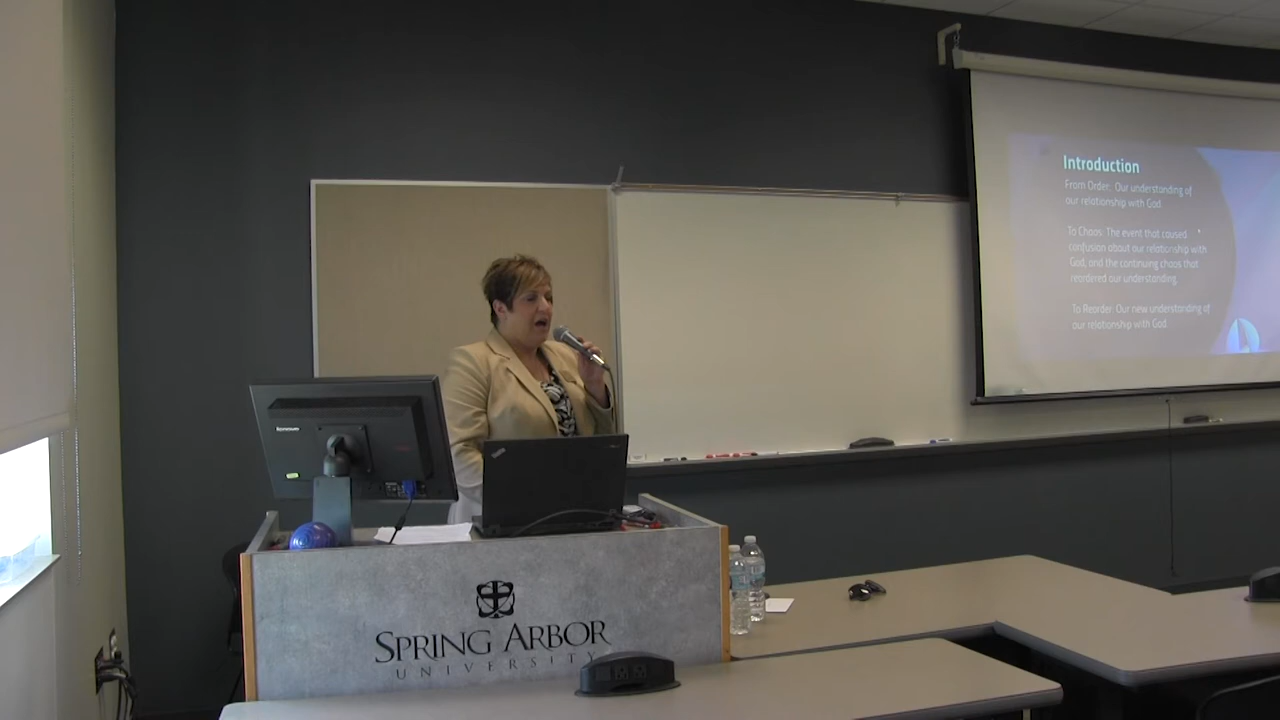 Introduction
From Order: Our understanding of
our relationship with God
To Chaos: The event that caused
confusion about our relationship with
God, and the continuing chaos that
reordered our understanding.
To Reorder: Our new understanding of
our relationship with God.
lenovo
SPRING ARBOR
UNIVERSITY